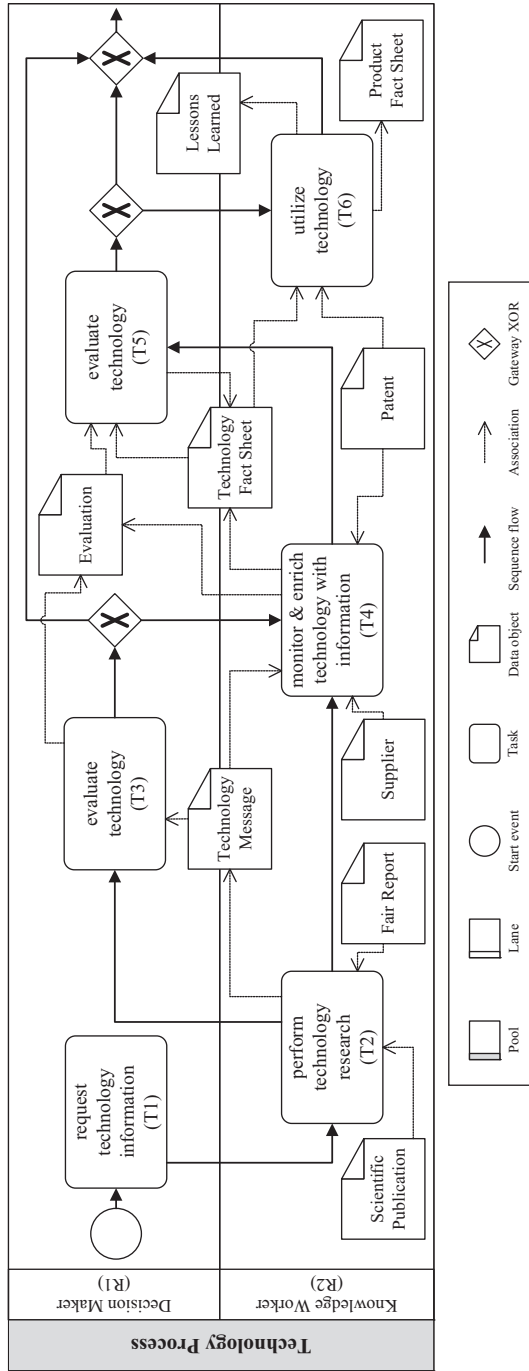 Technology Process
Decision Maker
(R1)
Knowledge Worker
(R2)
request
technology
information
(T1)
evaluate
technology
(T3)
Evaluation
evaluate
technology
(T5)
Technology
Message
Technology
Fact Sheet
Lessons
Learned
perform
technology
research
(T2)
monitor & enrich
technology with
information
(T4)
utilize
technology
(T6)
Scientific
Publication
Fair Report
Supplier
Patent
Product
Fact Sheet
Pool
Lane
Start event
Task
Data object
Sequence flow
Association
Gateway XOR